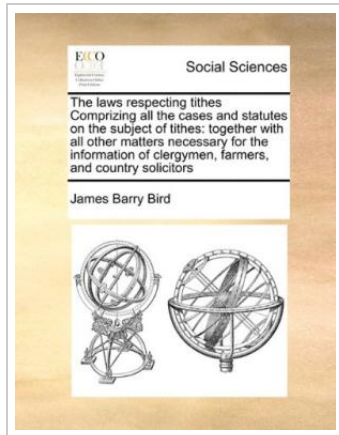 ECCO
Social Sciences
The laws respecting tithes
Comprizing all the cases and statutes
on the subject of tithes: together with
all other matters necessary for the
information of clergymen, farmers,
and country solicitors
James Barry Bird